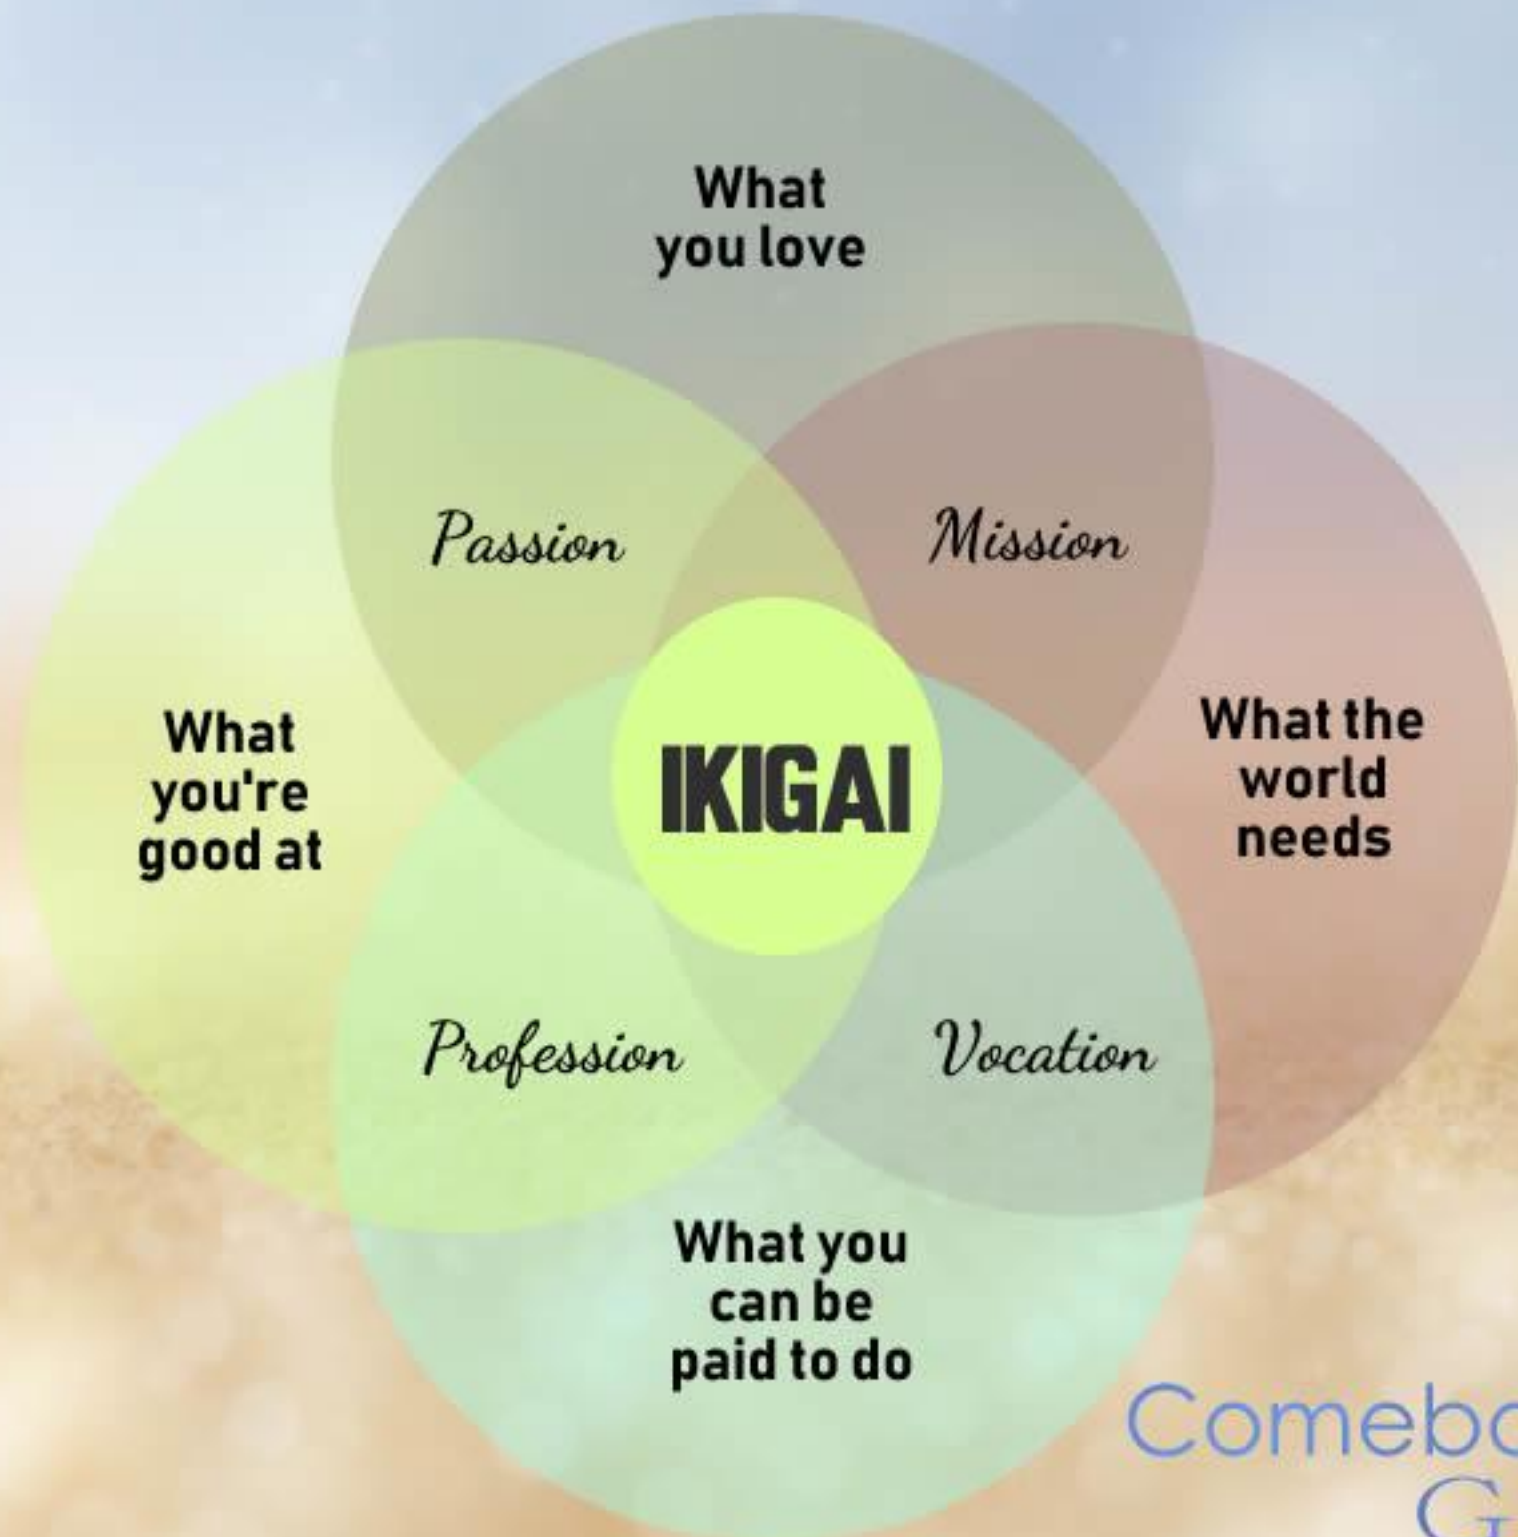 What
you love
Passion
Mission
What
you're
good at
IKIGAI
What the
world
needs
Profession
Vocation
What you
can be
paid to do